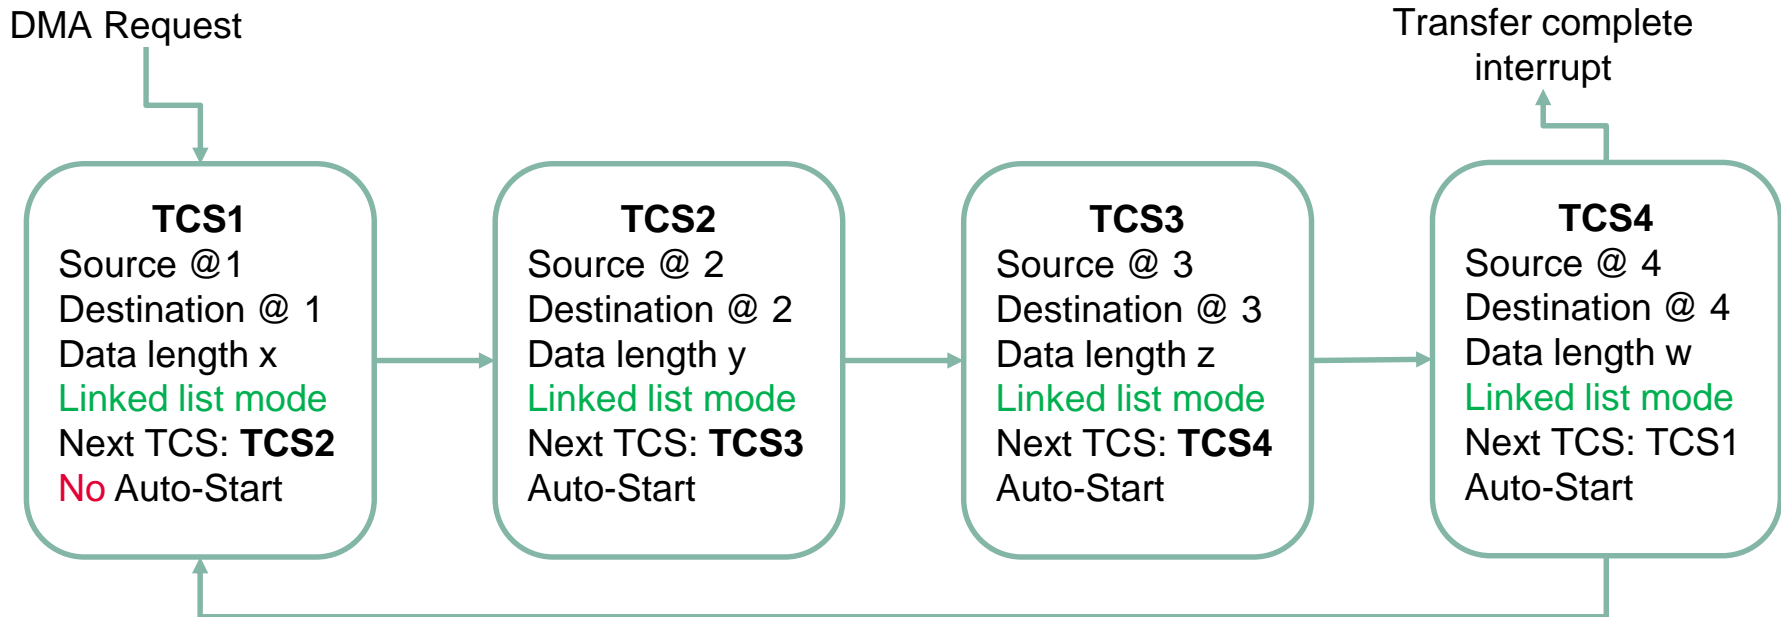 DMA Request
Transfer complete
interrupt
TCS1
Source @1
Destination @ 1
Data length x
Linked list mode
Next TCS: TCS2
No Auto-Start
TCS2
Source @ 2
Destination @ 2
Data length y
Linked list mode
Next TCS: TCS3
Auto-Start
TCS3
Source @ 3
Destination @ 3
Data length z
Linked list mode
Next TCS: TCS4
Auto-Start
TCS4
Source @ 4
Destination @ 4
Data length w
Linked list mode
Next TCS: TCS1
Auto-Start